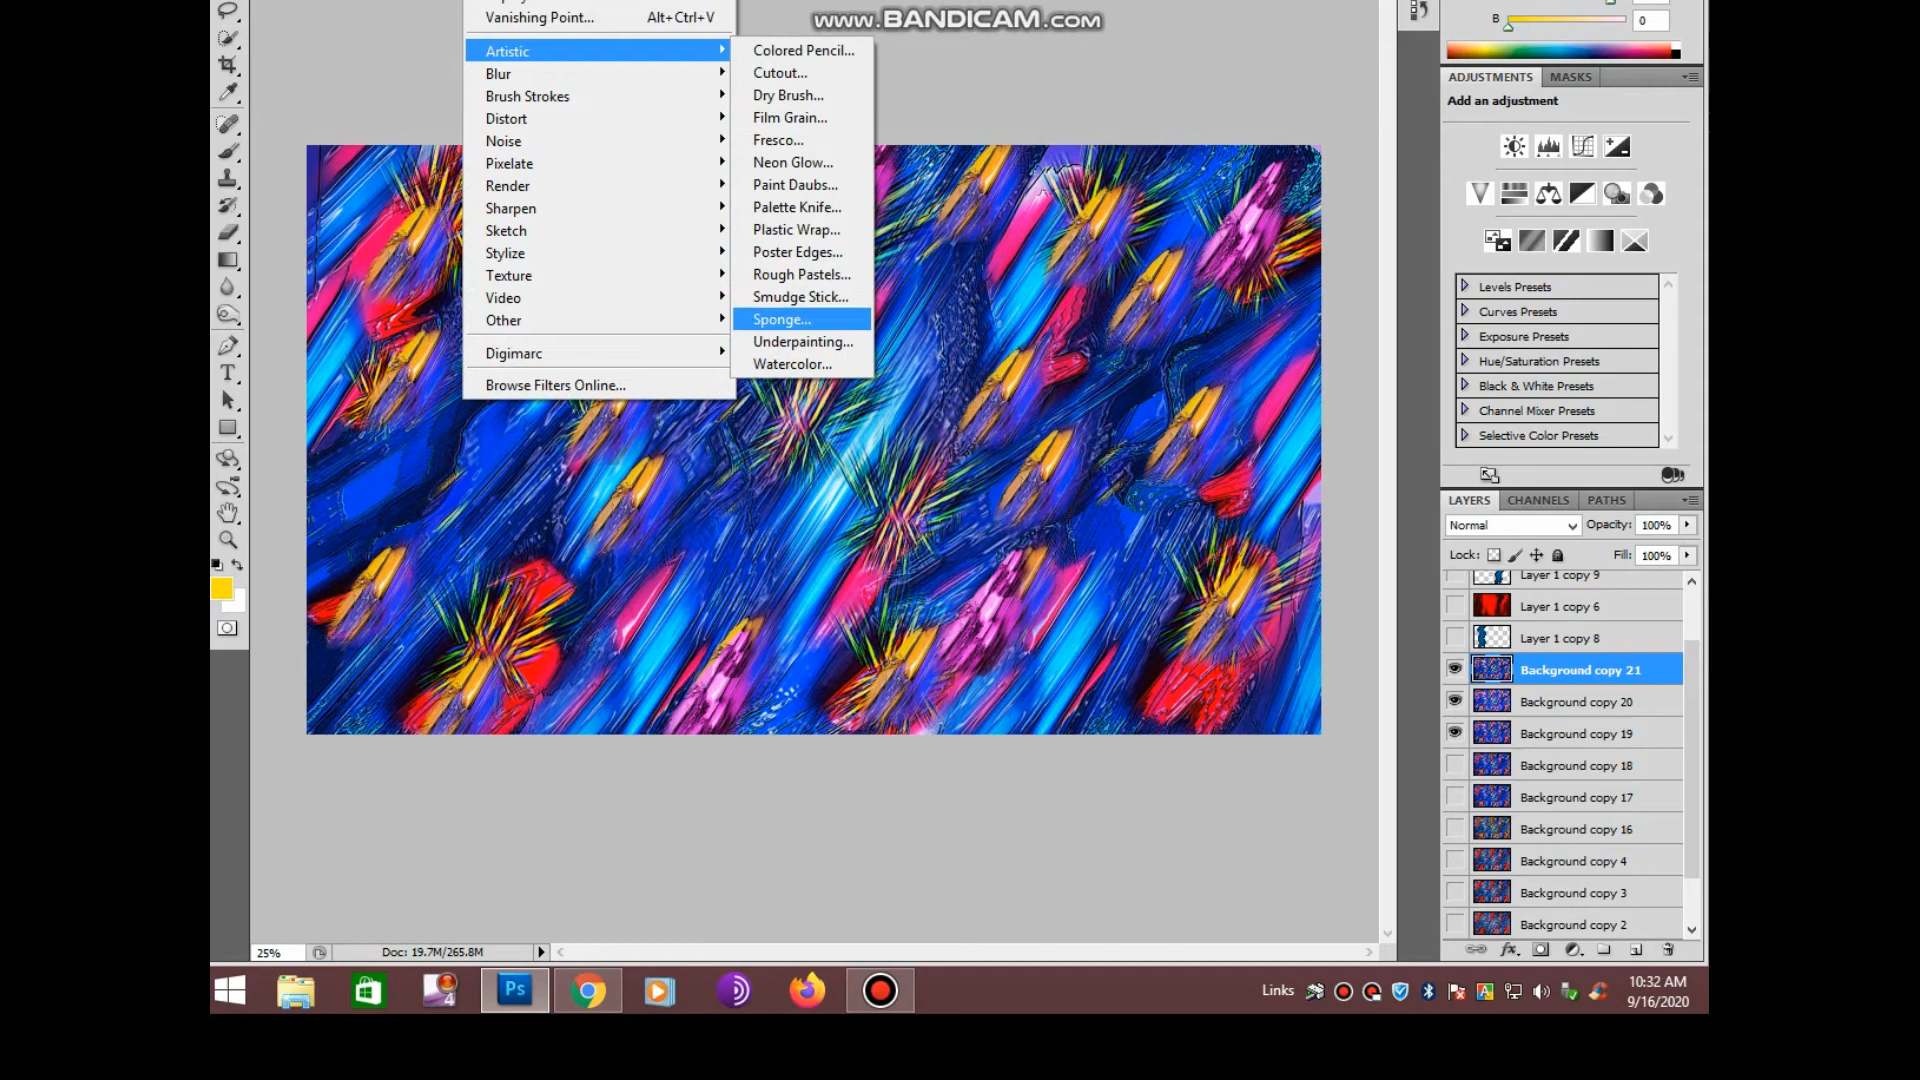 Vanishing Point... Alt+Ctrl+V
Artistic
Blur
Brush Strokes
Distort
Noise
Pixelate
Render
Sharpen
Sketch
Stylize
Texture
Video
Other
Digimarc
Browse Filters Online...
Colored Pencil...
Cutout...
Dry Brush...
Film Grain...
Fresco...
Neon Glow...
Paint Daubs...
Palette Knife...
Plastic Wrap...
Poster Edges...
Rough Pastels...
Smudge Stick...
Sponge...
Underpainting...
Watercolor...
www.BANDICAM.com
B 0
ADJUSTMENTS MASKS
Add an adjustment
Levels Presets
Curves Presets
Exposure Presets
Hue/Saturation Presets
Black & White Presets
Channel Mixer Presets
Selective Color Presets
LAYERS CHANNELS PATHS
Normal Opacity: 100%
Lock: Fill: 100%
Layer 1 copy 9
Layer 1 copy 6
Layer 1 copy 8
Background copy 21
Background copy 20
Background copy 19
Background copy 18
Background copy 17
Background copy 16
Background copy 4
Background copy 3
Background copy 2
fx
T
25% Doc: 19.7M/265.8M
4
Ps
Links
A
10:32 AM
9/16/2020